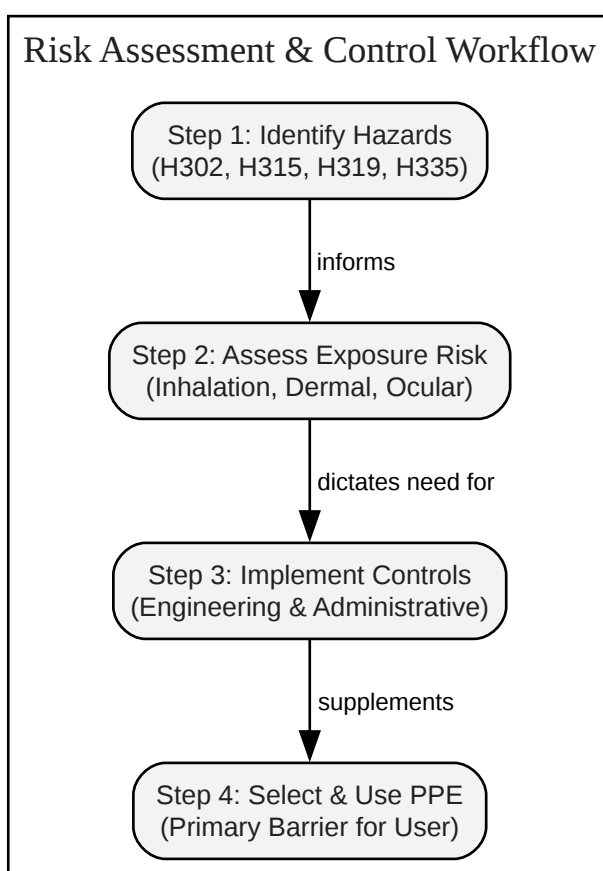 Risk Assessment & Control Workflow
Step 1: Identify Hazards
(H302, H315, H319, H335)
informs
Step 2: Assess Exposure Risk
(Inhalation, Dermal, Ocular)
dictates need for
Step 3: Implement Controls
(Engineering & Administrative)
supplements
Step 4: Select & Use PPE
(Primary Barrier for User)